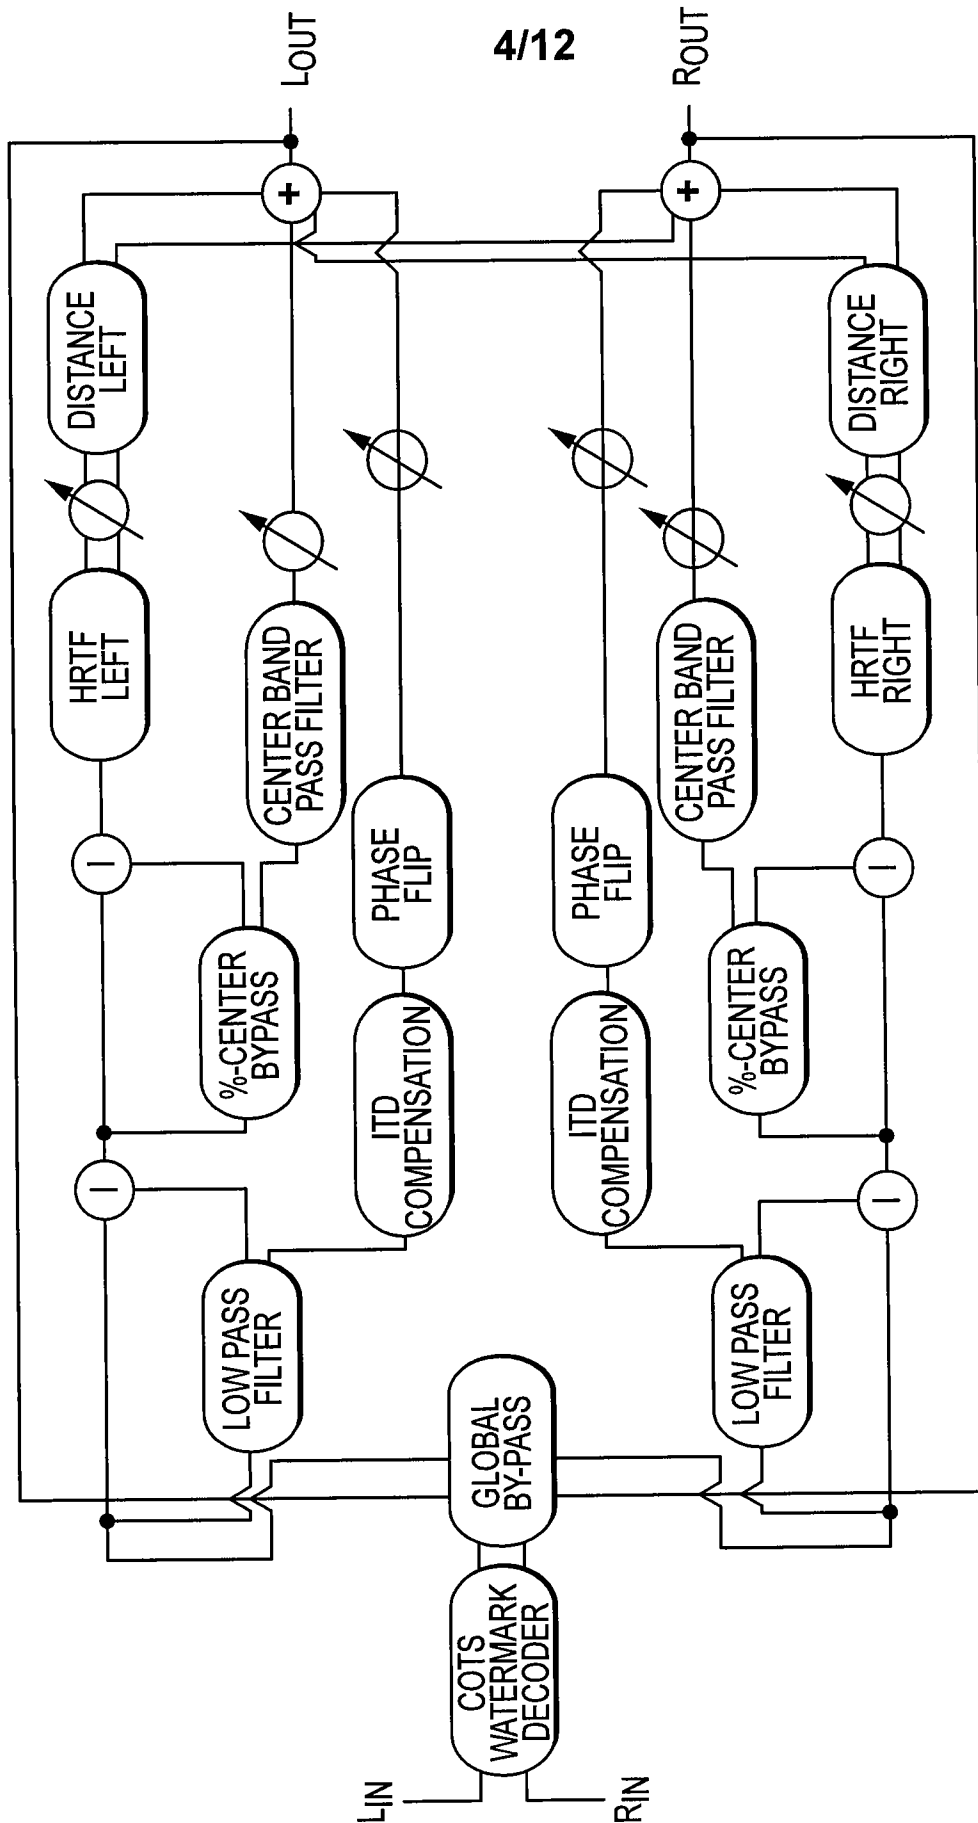 4/12
LIN
RIN
COTS
WATERMARK
DECODER
GLOBAL
BY-PASS
LOW PASS
FILTER
ITD
COMPENSATION
%-CENTER
BYPASS
PHASE
FLIP
CENTER BAND
PASS FILTER
HRTF
LEFT
DISTANCE
LEFT
LOUT
LOW PASS
FILTER
ITD
COMPENSATION
%-CENTER
BYPASS
PHASE
FLIP
CENTER BAND
PASS FILTER
HRTF
RIGHT
DISTANCE
RIGHT
ROUT